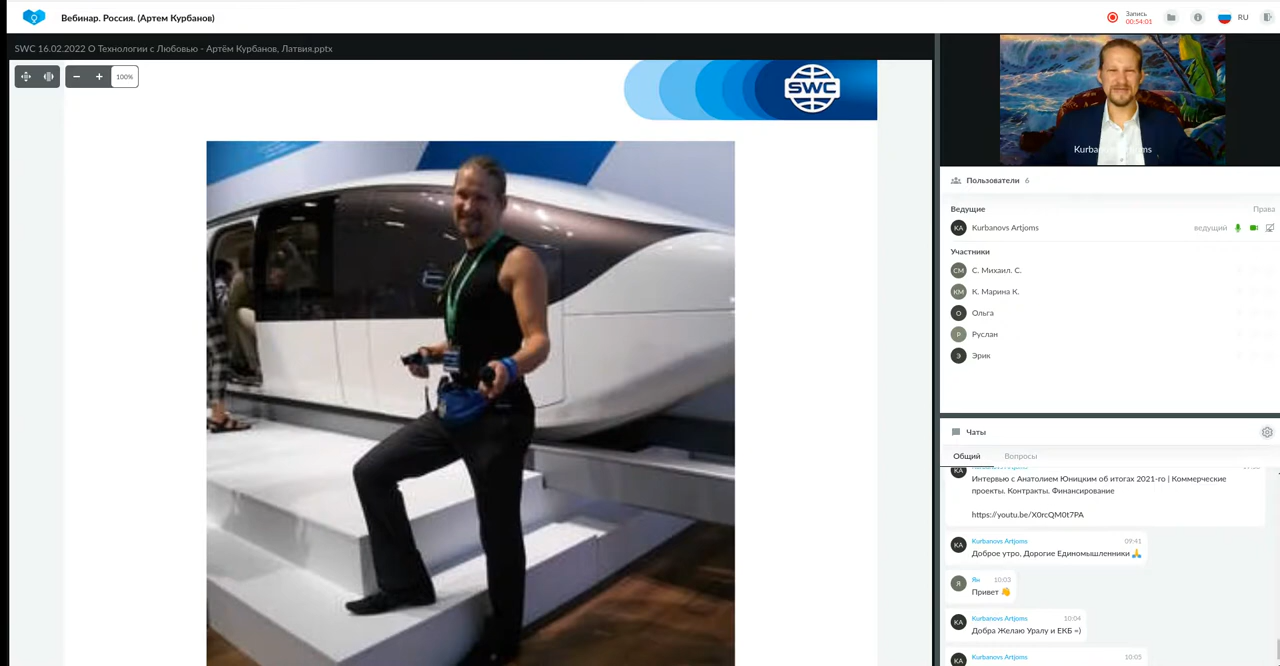 Вебинар. Россия. (Артем Курбанов)
Запись
00:54:01
RU
SWC 16.02.2022 О Технологии с Любовью - Артём Курбанов, Латвия.pptx
100%
SWC
Kurbanovs Artjoms
Пользователи 6
Ведущие Права
KA Kurbanovs Artjoms ведущий
Участники
СМ С. Михаил. С.
КМ К. Марина К.
О Ольга
Р Руслан
Э Эрик
Чаты
Общий Вопросы
KA
Интервью с Анатолием Юницким об итогах 2021-го | Коммерческие
проекты. Контракты. Финансирование
https://youtu.be/X0rcQM0t7PA
KA Kurbanovs Artjoms 09:41
Доброе утро, Дорогие Единомышленники 🙏
Я Ян 10:03
Привет 👋
KA Kurbanovs Artjoms 10:04
Добра Желаю Уралу и ЕКБ =)
KA Kurbanovs Artjoms 10:05